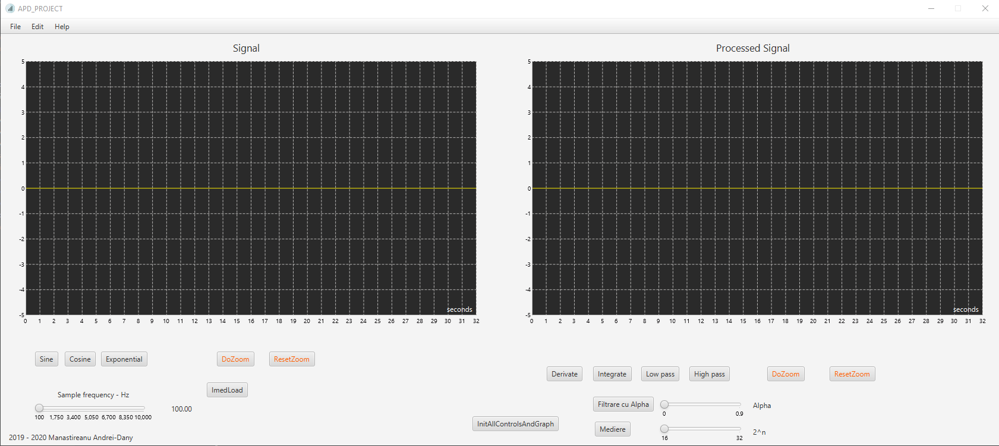 APD_PROJECT
File Edit Help
Signal
5
4
3
2
1
0
-1
-2
-3
-4
-5
seconds
0 1 2 3 4 5 6 7 8 9 10 11 12 13 14 15 16 17 18 19 20 21 22 23 24 25 26 27 28 29 30 31 32
Processed Signal
5
4
3
2
1
0
-1
-2
-3
-4
-5
seconds
0 1 2 3 4 5 6 7 8 9 10 11 12 13 14 15 16 17 18 19 20 21 22 23 24 25 26 27 28 29 30 31 32
Sine Cosine Exponential DoZoom ResetZoom
ImedLoad
Sample frequency - Hz
100.00
100 1,750 3,400 5,050 6,700 8,350 10,000
Derivate Integrate Low pass High pass DoZoom ResetZoom
Filtrare cu Alpha Alpha
0 0.9
InitAllControlsAndGraph
Mediere 2^n
16 32
2019 - 2020 Manastireanu Andrei-Dany